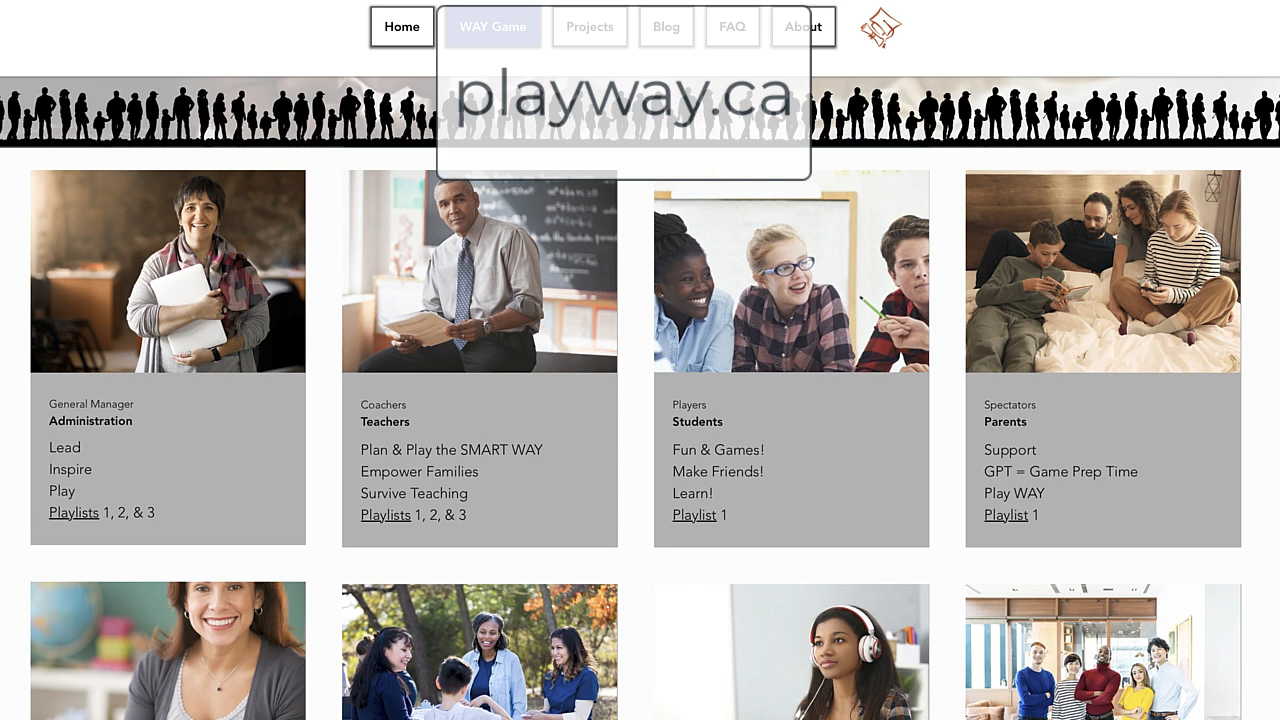 Home
WAY Game
Projects
Blog
FAQ
About
playway.ca
General Manager
Administration
Lead
Inspire
Play
Playlists 1, 2, & 3
Coachers
Teachers
Plan & Play the SMART WAY
Empower Families
Survive Teaching
Playlists 1, 2, & 3
Players
Students
Fun & Games!
Make Friends!
Learn!
Playlist 1
Spectators
Parents
Support
GPT = Game Prep Time
Play WAY
Playlist 1